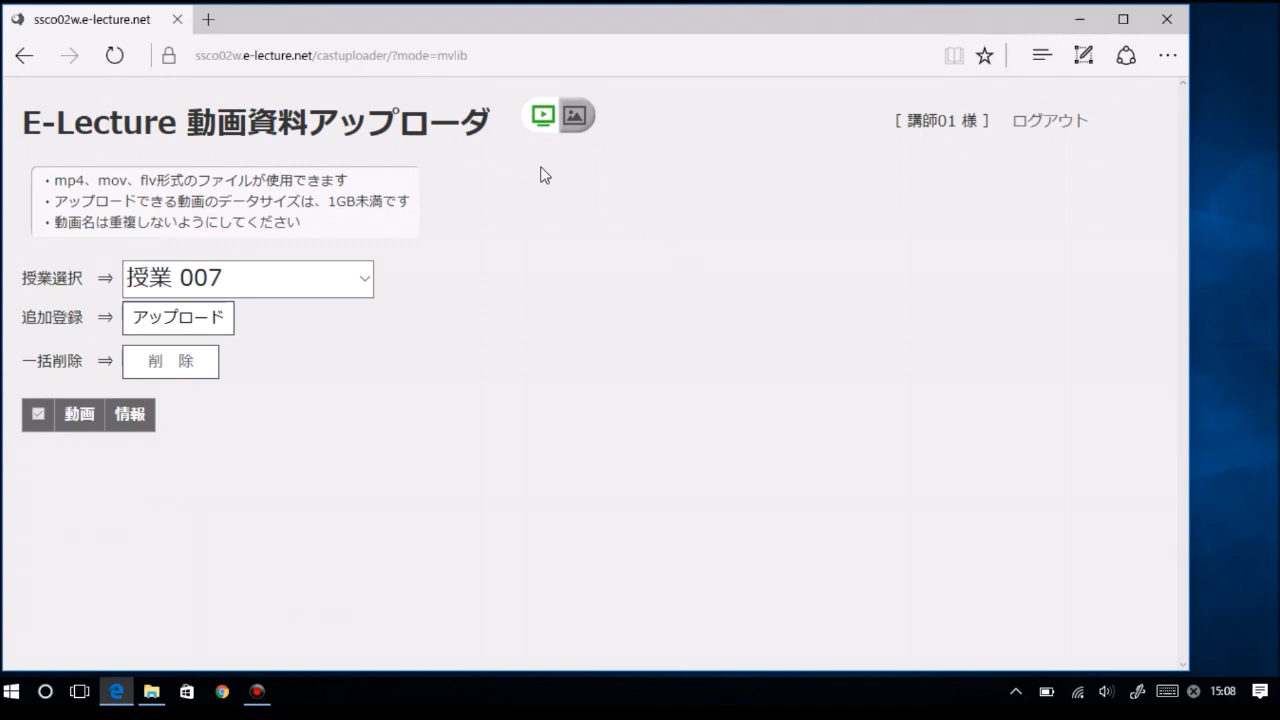 ssco02w.e-lecture.net
ssco02w.e-lecture.net/castuploader/?mode=mvlib
E-Lecture 動画資料アップローダ
[ 講師01 様 ] ログアウト
・mp4、mov、flv形式のファイルが使用できます
・アップロードできる動画のデータサイズは、1GB未満です
・動画名は重複しないようにしてください
授業選択 ⇒ 授業 007
追加登録 ⇒ アップロード
一括削除 ⇒ 削 除
動画 情報
15:08